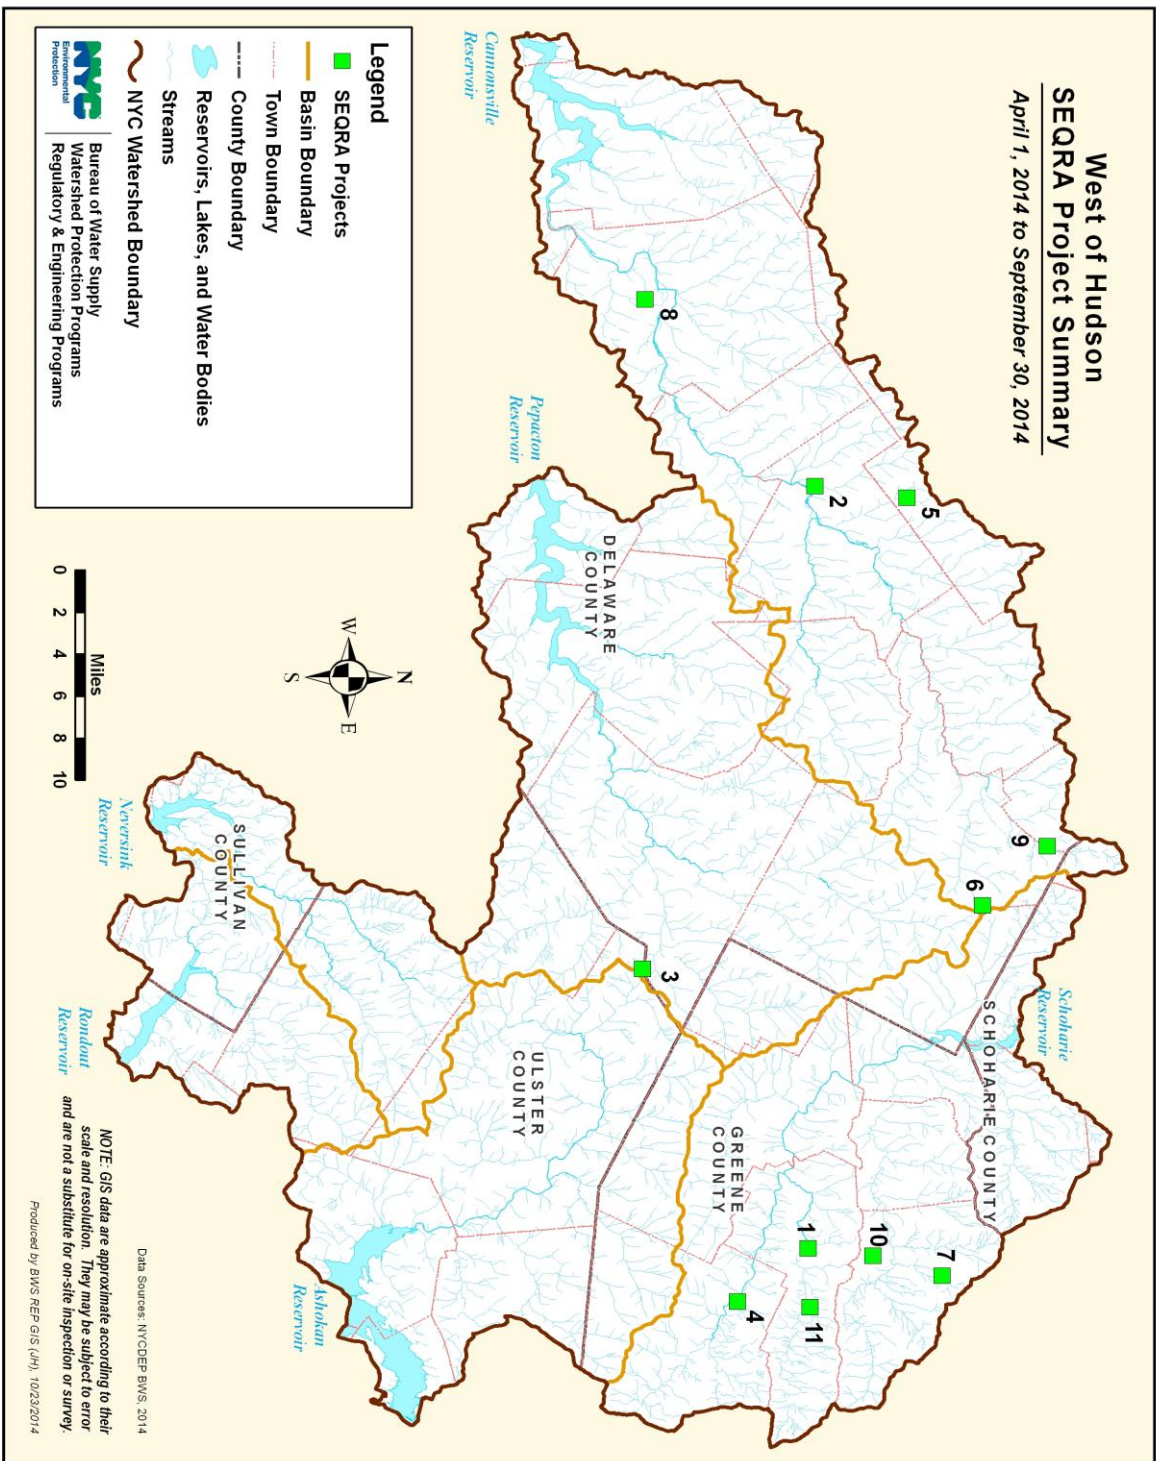 West of Hudson
SEQRA Project Summary
April 1, 2014 to September 30, 2014
Cannonsville
Reservoir
Pepacton
Reservoir
Neversink
Reservoir
Rondout
Reservoir
Ashokan
Reservoir
Schoharie
Reservoir
DELAWARE
COUNTY
SULLIVAN
COUNTY
ULSTER
COUNTY
GREENE
COUNTY
SCHOHARIE COUNTY
5
2
8
9
6
3
7
10
1
11
4
Legend
SEQRA Projects
Basin Boundary
Town Boundary
County Boundary
Reservoirs, Lakes, and Water Bodies
Streams
NYC Watershed Boundary
NYC
Environmental
Protection
Bureau of Water Supply
Watershed Protection Programs
Regulatory & Engineering Programs
N
W
E
S
Miles
0 2 4 6 8 10
Data Sources: NYCDEP BWS, 2014
NOTE: GIS data are approximate according to their
scale and resolution. They may be subject to error
and are not a substitute for on-site inspection or survey.
Produced by BWS REP GIS (JH), 10/23/2014